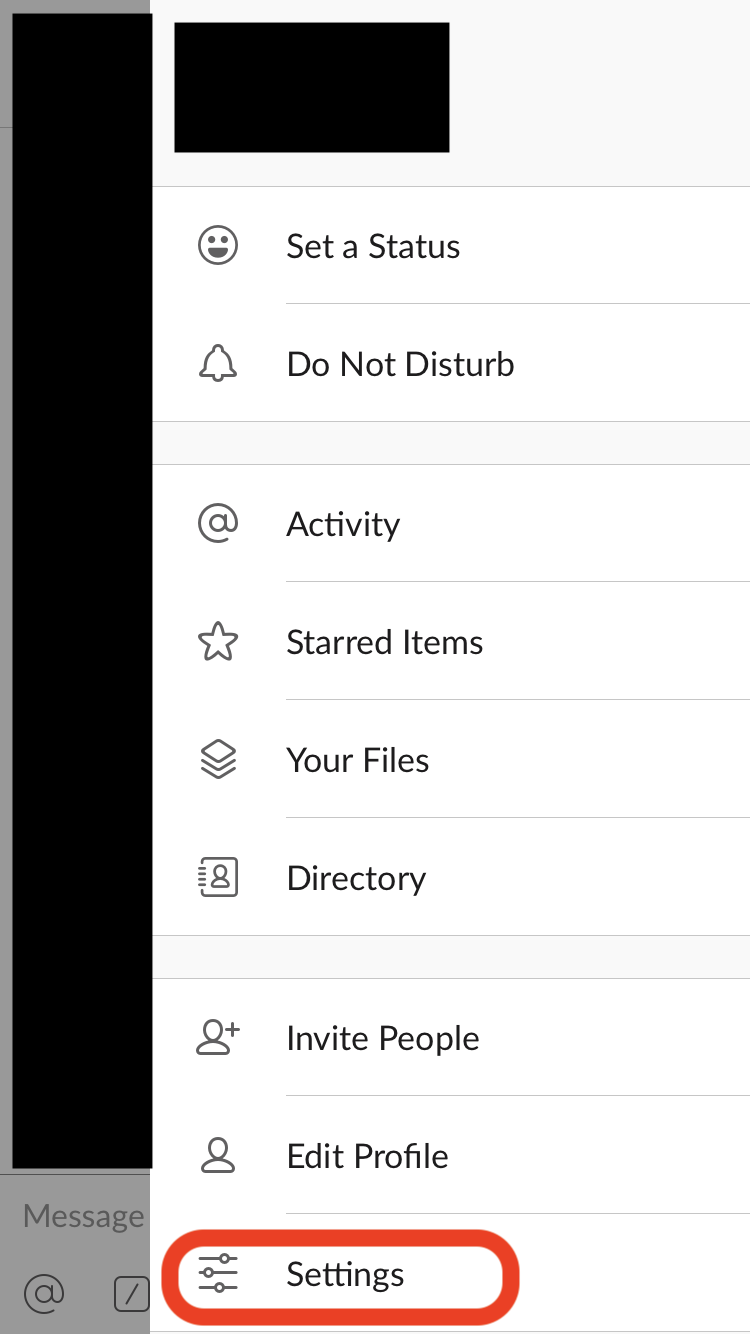 Set a Status
Do Not Disturb
Activity
Starred Items
Your Files
Directory
Invite People
Edit Profile
Message
Settings
@
/